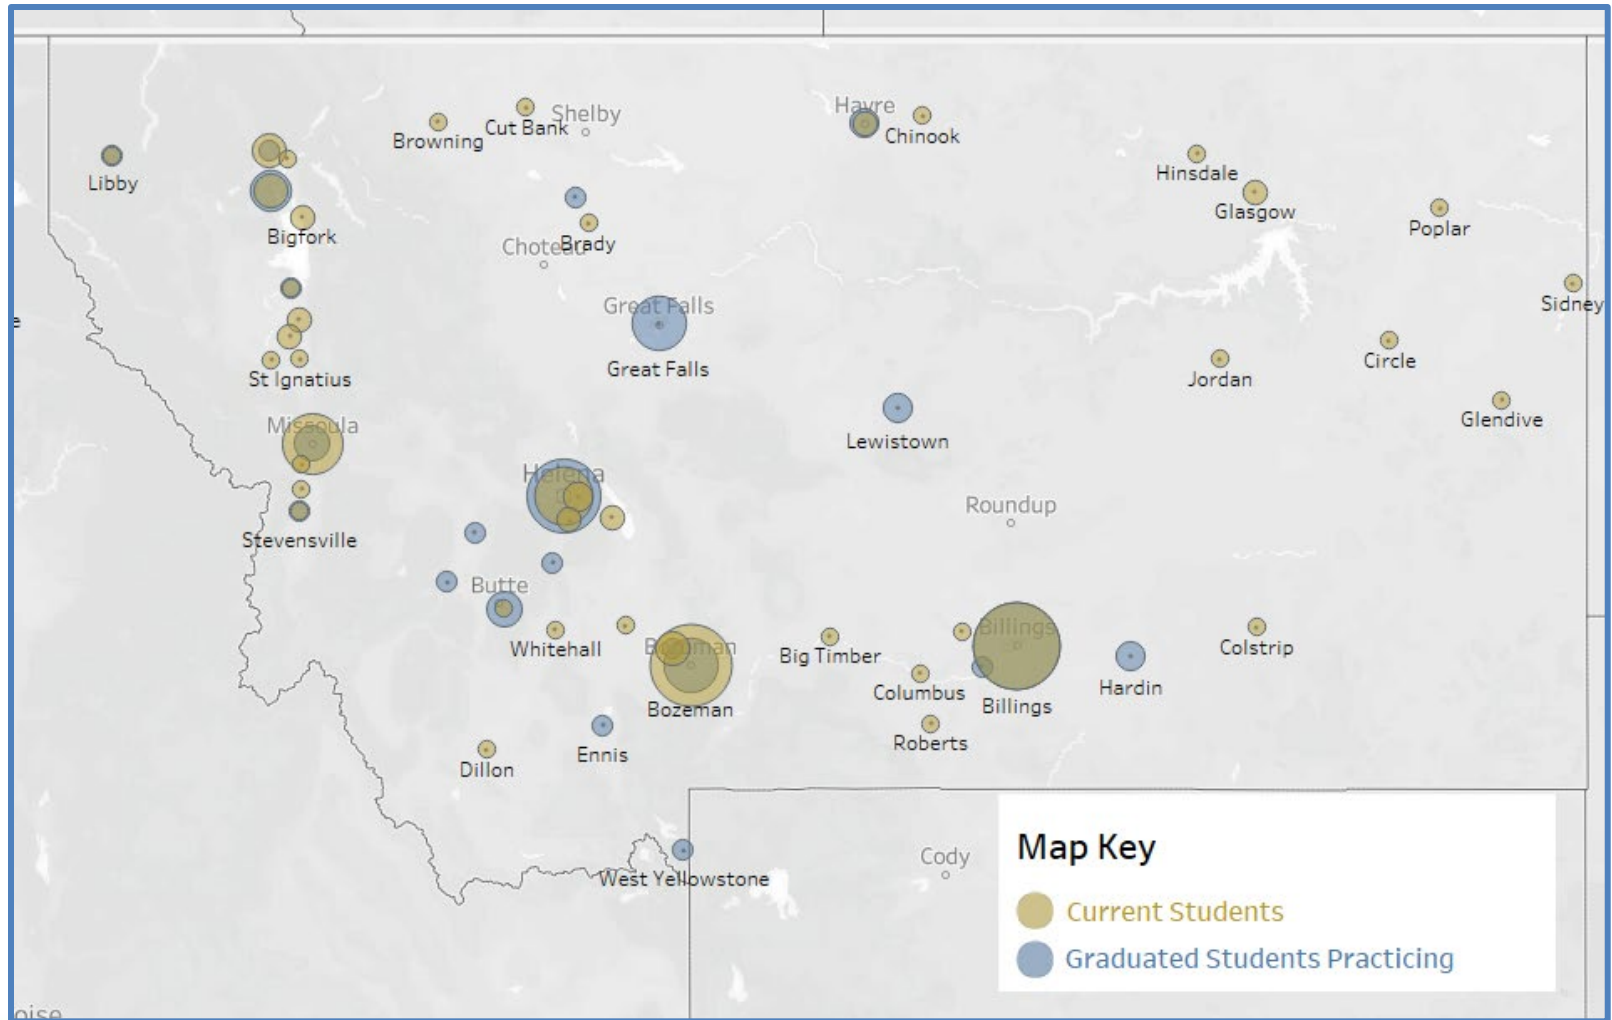 Shelby
Cut Bank
Browning
Havre
Chinook
Hinsdale
Glasgow
Libby
Poplar
Bigfork
Brady
Choteau
Sidney
Great Falls
Great Falls
e
Circle
Jordan
St Ignatius
Glendive
Missoula
Lewistown
Helena
Roundup
Stevensville
Butte
Whitehall
Bozeman
Billings
Big Timber
Colstrip
Columbus
Hardin
Bozeman
Billings
Roberts
Ennis
Dillon
West Yellowstone
Cody
Map Key
Current Students
Graduated Students Practicing
oise